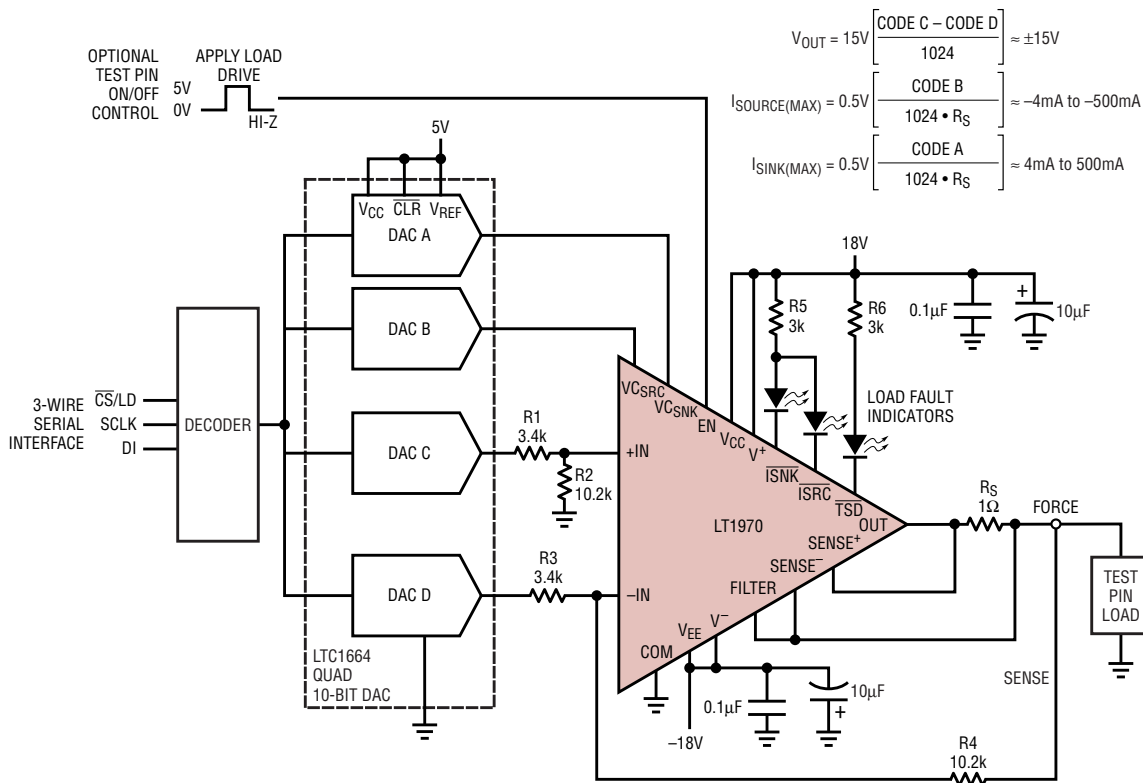 OPTIONAL
TEST PIN
ON/OFF
CONTROL
APPLY LOAD
DRIVE
5V
0V
HI-Z
V_OUT = 15V [CODE C – CODE D / 1024] ≈ ±15V
I_SOURCE(MAX) = 0.5V [CODE B / 1024 • R_S] ≈ –4mA to –500mA
I_SINK(MAX) = 0.5V [CODE A / 1024 • R_S] ≈ 4mA to 500mA
5V
V_CC
C̅L̅R̅
V_REF
DAC A
DAC B
DAC C
DAC D
LTC1664
QUAD
10-BIT DAC
3-WIRE
SERIAL
INTERFACE
C̅S̅/LD
SCLK
DI
DECODER
R1
3.4k
R2
10.2k
R3
3.4k
18V
R5
3k
R6
3k
0.1µF
+
10µF
LOAD FAULT
INDICATORS
VC_SRC
VC_SNK
EN
V_CC
V⁺
I̅S̅N̅K̅
I̅S̅R̅C̅
T̅S̅D̅
OUT
+IN
–IN
LT1970
SENSE⁺
SENSE⁻
FILTER
V⁻
V_EE
COM
R_S
1Ω
FORCE
TEST
PIN
LOAD
SENSE
0.1µF
10µF
+
–18V
R4
10.2k